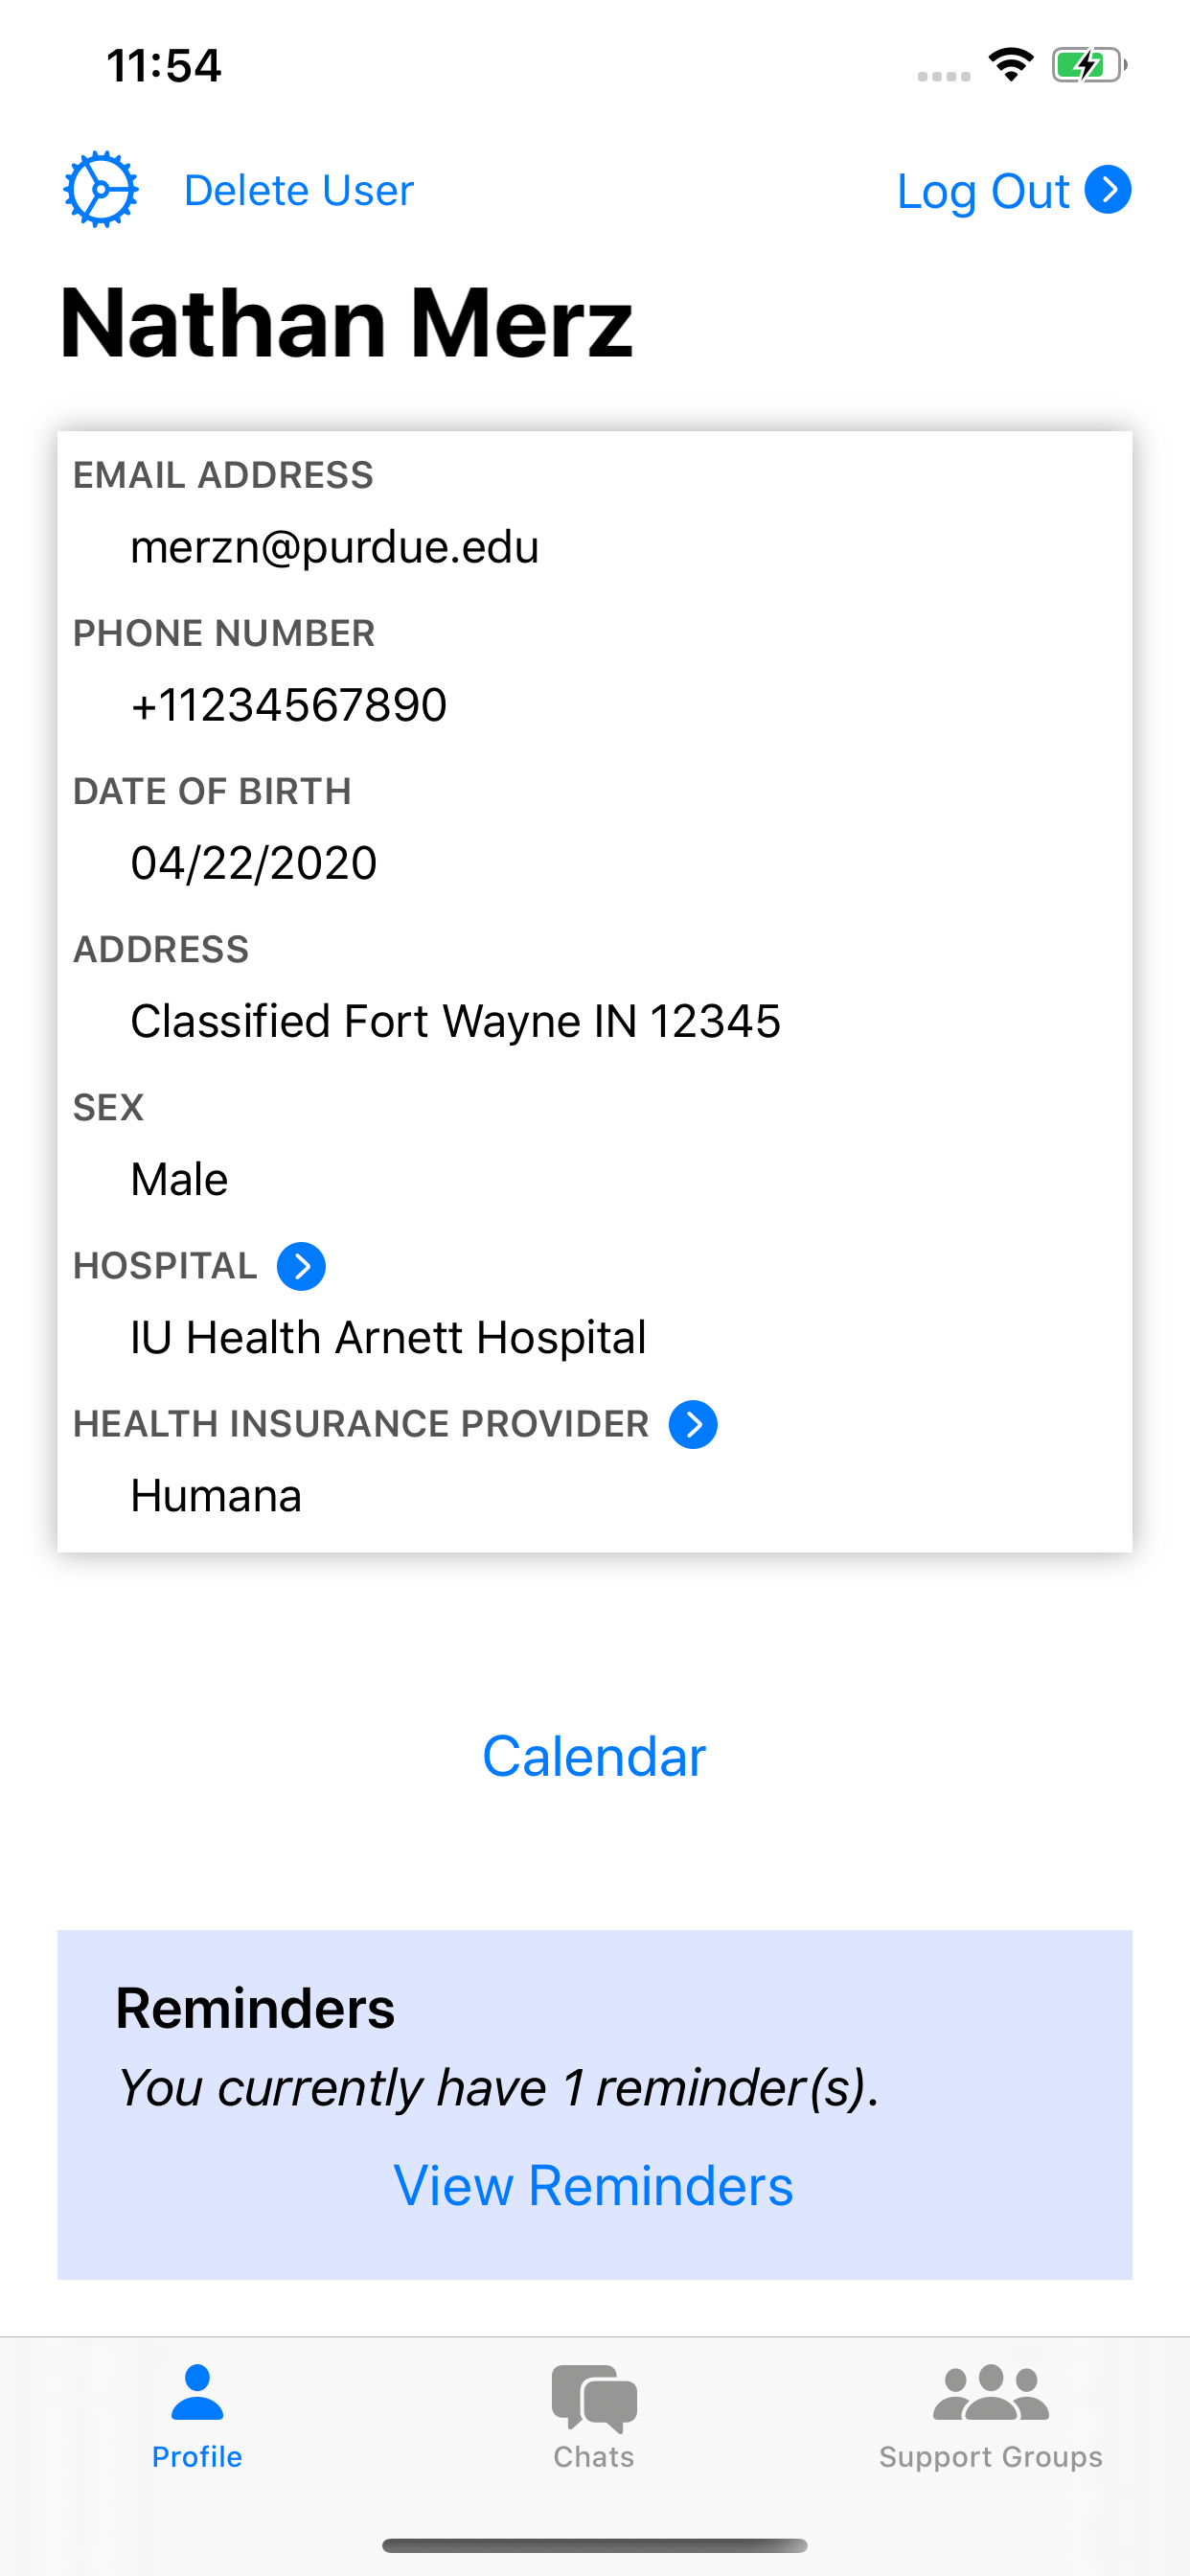 11:54
Delete User
Log Out
Nathan Merz
EMAIL ADDRESS
merzn@purdue.edu
PHONE NUMBER
+11234567890
DATE OF BIRTH
04/22/2020
ADDRESS
Classified Fort Wayne IN 12345
SEX
Male
HOSPITAL
IU Health Arnett Hospital
HEALTH INSURANCE PROVIDER
Humana
Calendar
Reminders
You currently have 1 reminder(s).
View Reminders
Profile
Chats
Support Groups